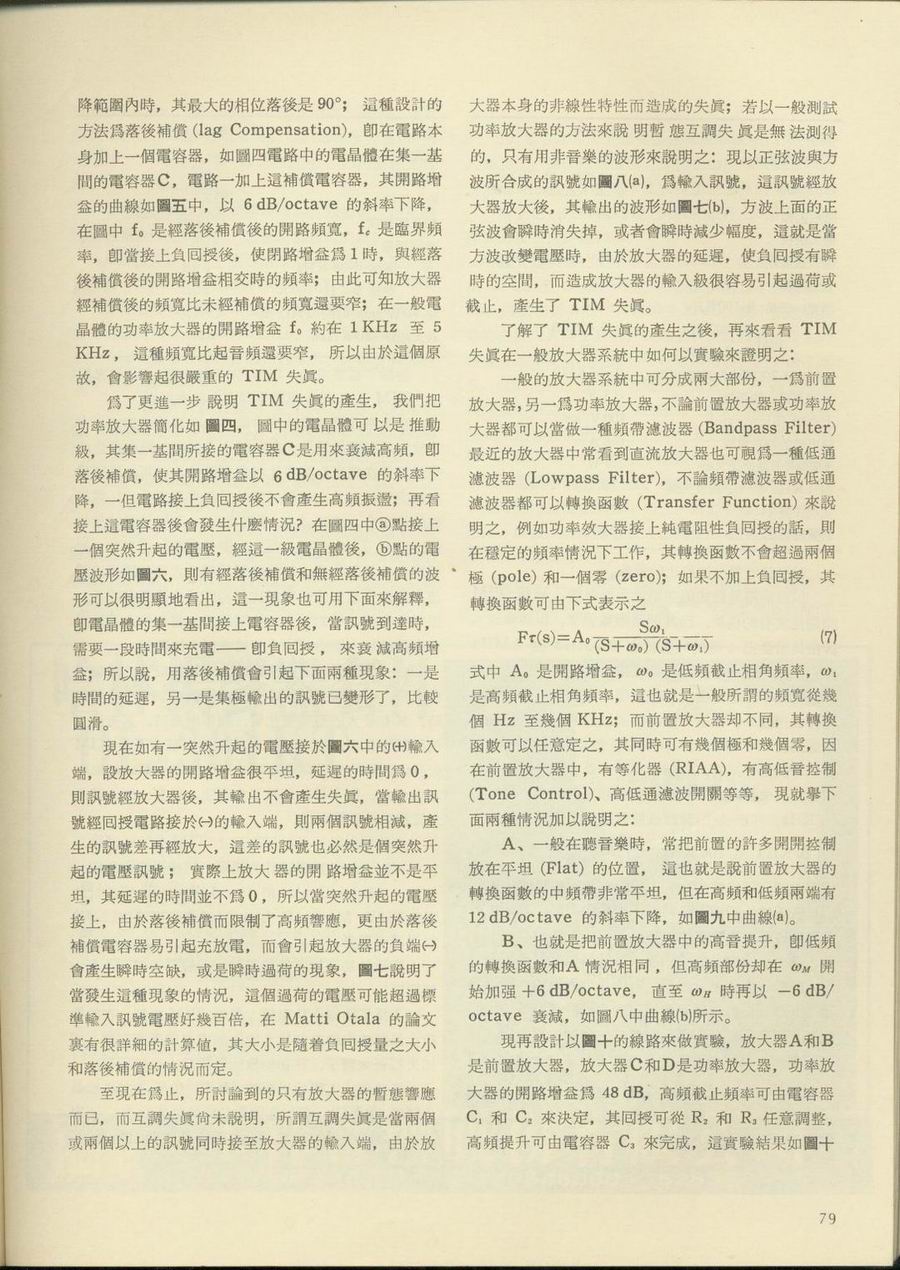 降範圍內時，其最大的相位落後是 90°； 這種設計的
方法爲落後補償 (lag Compensation)，卽在電路本
身加上一個電容器，如圖四電路中的電晶體在集一基
間的電容器C，電路一加上這補償電容器，其開路增
益的曲線如圖五中，以 6 dB/octave 的斜率下降，
在圖中 f₀ 是經落後補償後的開路頻寬，fc 是臨界頻
率，卽當接上負回授後，使閉路增益爲 1 時，與經落
後補償後的開路增益相交時的頻率；由此可知放大器
經補償後的頻寬比未經補償的頻寬還要窄；在一般電
晶體的功率放大器的開路增益 f₀ 約在 1 KHz 至 5
KHz， 這種頻寬比起音頻還要窄， 所以由於這個原
故，會影響起很嚴重的 TIM 失眞。
爲了更進一步 說明 TIM 失眞的產生， 我們把
功率放大器簡化如 圖四， 圖中的電晶體可 以是 推動
級，其集一基間所接的電容器C是用來衰減高頻，卽
落後補償，使其開路增益以 6 dB/octave 的斜率下
降，一但電路接上負回授後不會產生高頻振盪；再看
接上這電容器後會發生什麽情況？在圖四中ⓐ點接上
一個突然升起的電壓，經這一級電晶體後，ⓑ點的電
壓波形如圖六，則有經落後補償和無經落後補償的波
形可以很明顯地看出，這一現象也可用下面來解釋，
卽電晶體的集一基間接上電容器後，當訊號到達時，
需要一段時間來充電—— 卽負回授 ， 來衰 減高頻增
益；所以說，用落後補償會引起下面兩種現象：一是
時間的延遲，另一是集極輸出的訊號已變形了，比較
圓滑。
現在如有一突然升起的電壓接於圖六中的(+)輸入
端，設放大器的開路增益很平坦，延遲的時間爲 0 ，
則訊號經放大器後，其輸出不會產生失眞，當輸出訊
號經回授電路接於(−)的輸入端，則兩個訊號相減，產
生的訊號差再經放大，這差的訊號也必然是個突然升
起的電壓訊號 ； 實際上放大 器的開 路增益並不是平
坦，其延遲的時間並不爲 0 ，所以當突然升起的電壓
接上，由於落後補償而限制了高頻響應，更由於落後
補償電容器易引起充放電，而會引起放大器的負端(−)
會產生瞬時空缺，或是瞬時過荷的現象，圖七說明了
當發生這種現象的情況，這個過荷的電壓可能超過標
準輸入訊號電壓好幾百倍，在 Matti Otala 的論文
裏有很詳細的計算値，其大小是隨着負回授量之大小
和落後補償的情況而定。
至現在爲止，所討論到的只有放大器的暫態響應
而已，而互調失眞尙未說明，所謂互調失眞是當兩個
或兩個以上的訊號同時接至放大器的輸入端，由於放
大器本身的非線性特性而造成的失眞；若以一般測試
功率放大器的方法來說 明暫 態互調失 眞是無 法測得
的，只有用非音樂的波形來說明之：現以正弦波與方
波所合成的訊號如圖八(a)，爲輸入訊號，這訊號經放
大器放大後，其輸出的波形如圖七(b)，方波上面的正
弦波會瞬時消失掉，或者會瞬時減少幅度，這就是當
方波改變電壓時，由於放大器的延遲，使負回授有瞬
時的空間，而造成放大器的輸入級很容易引起過荷或
截止，產生了 TIM 失眞。
了解了 TIM 失眞的產生之後，再來看看 TIM
失眞在一般放大器系統中如何以實驗來證明之：
一般的放大器系統中可分成兩大部份，一爲前置
放大器，另一爲功率放大器，不論前置放大器或功率放
大器都可以當做一種頻帶濾波器 (Bandpass Filter)
最近的放大器中常看到直流放大器也可視爲一種低通
濾波器 (Lowpass Filter)，不論頻帶濾波器或低通
濾波器都可以轉換函數 (Transfer Function) 來說
明之，例如功率效大器接上純電阻性負回授的話，則
在穩定的頻率情況下工作，其轉換函數不會超過兩個
極 (pole) 和一個零 (zero)；如果不加上負回授，其
轉換函數可由下式表示之
Fτ(s)=A₀ Sω₁ / (S+ω₀) (S+ω₁) (7)
式中 A₀ 是開路增益， ω₀ 是低頻截止相角頻率，ω₁
是高頻截止相角頻率，這也就是一般所謂的頻寬從幾
個 Hz 至幾個 KHz；而前置放大器却不同，其轉換
函數可以任意定之，其同時可有幾個極和幾個零，因
在前置放大器中，有等化器 (RIAA)，有高低音控制
(Tone Control)、高低通濾波開關等等， 現就擧下
面兩種情況加以說明之：
A、一般在聽音樂時，常把前置的許多開開控制
放在平坦 (Flat) 的位置， 這也就是說前置放大器的
轉換函數的中頻帶非常平坦，但在高頻和低頻兩端有
12 dB/octave 的斜率下降，如圖九中曲線(a)。
B、也就是把前置放大器中的高音提升，卽低頻
的轉換函數和A 情況相同 ，但高頻部份却在 ωM 開
始加强 +6 dB/octave， 直至 ωH 時再以 −6 dB/
octave 衰減，如圖八中曲線(b)所示。
現再設計以圖十的線路來做實驗，放大器A和B
是前置放大器，放大器C和D是功率放大器，功率放
大器的開路增益爲 48 dB，高頻截止頻率可由電容器
C₁ 和 C₂ 來決定，其回授可從 R₂ 和 R₃ 任意調整，
高頻提升可由電容器 C₃ 來完成，這實驗結果如圖十
79